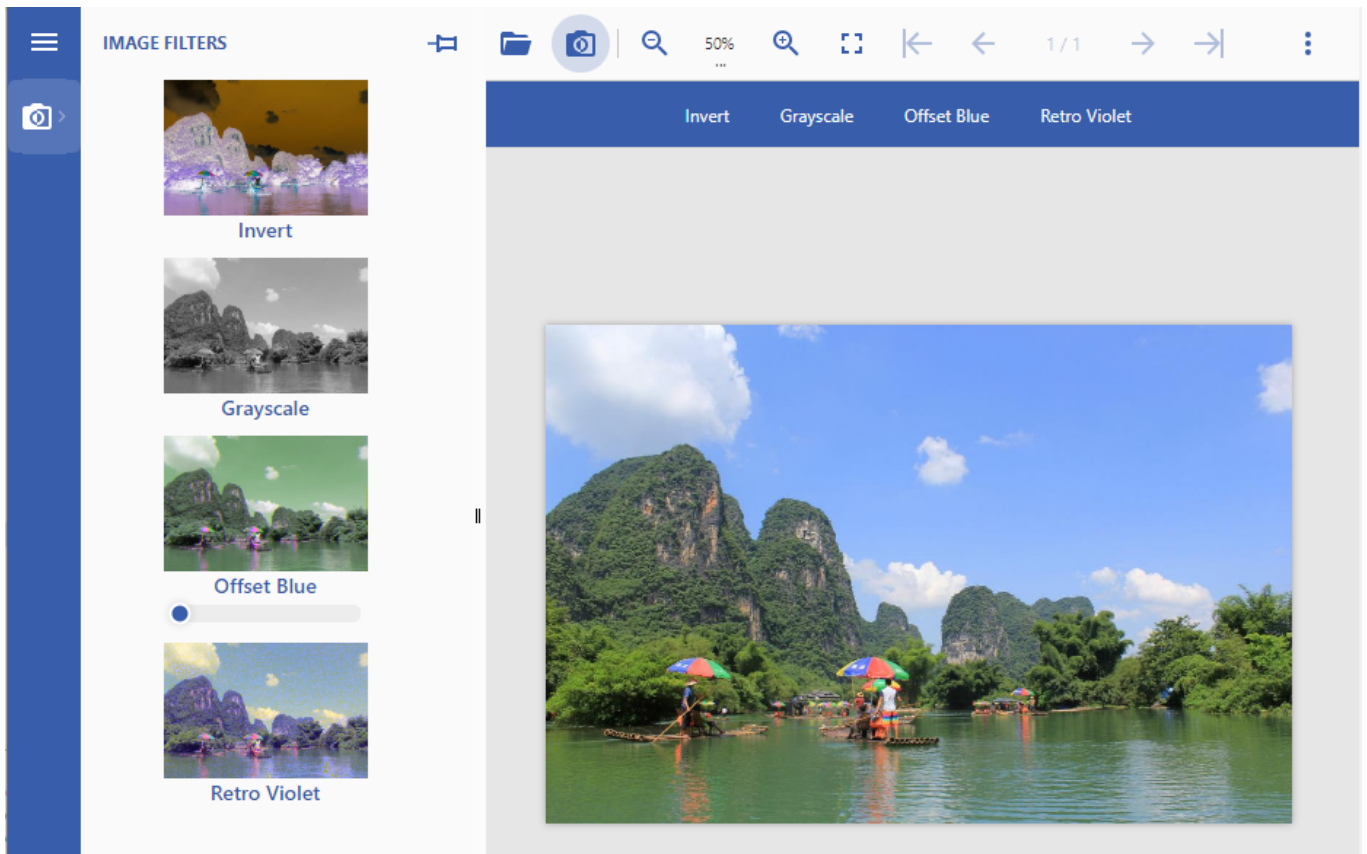 IMAGE FILTERS
50%
...
1 / 1
Invert Grayscale Offset Blue Retro Violet
Invert
Grayscale
Offset Blue
Retro Violet